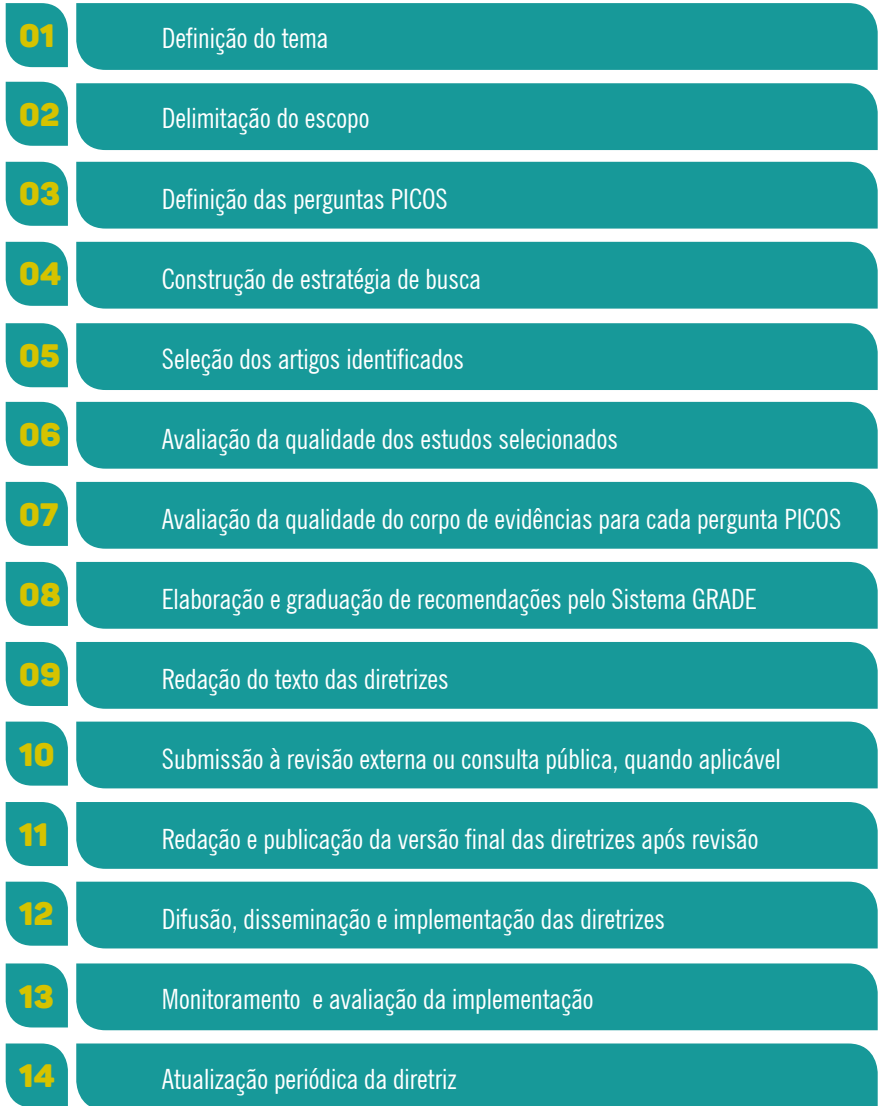 01 Definição do tema
02 Delimitação do escopo
03 Definição das perguntas PICOS
04 Construção de estratégia de busca
05 Seleção dos artigos identificados
06 Avaliação da qualidade dos estudos selecionados
07 Avaliação da qualidade do corpo de evidências para cada pergunta PICOS
08 Elaboração e graduação de recomendações pelo Sistema GRADE
09 Redação do texto das diretrizes
10 Submissão à revisão externa ou consulta pública, quando aplicável
11 Redação e publicação da versão final das diretrizes após revisão
12 Difusão, disseminação e implementação das diretrizes
13 Monitoramento e avaliação da implementação
14 Atualização periódica da diretriz